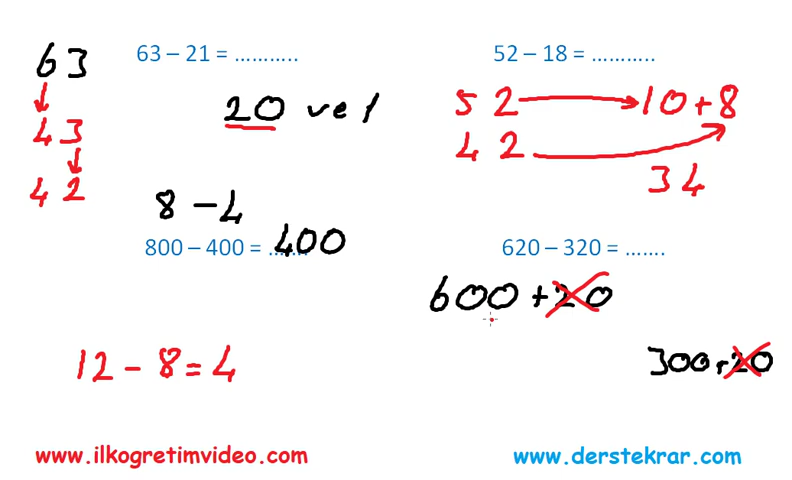 63 – 21 = ………..
63
43
42
20 ve 1
52 – 18 = ………..
52 10+8
42
34
8 – 4
800 – 400 = …….
400
620 – 320 = …….
600 + 20
300 + 20
12 – 8 = 4
www.ilkogretimvideo.com
www.derstekrar.com